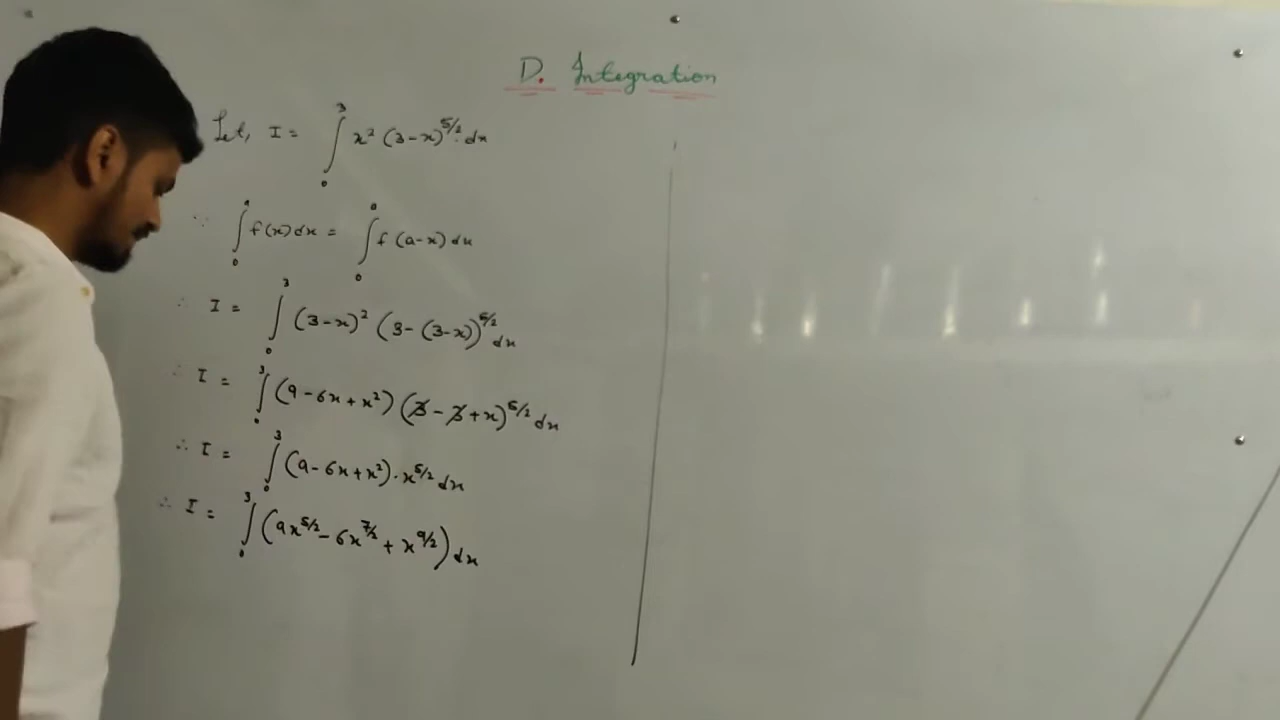 D. Integration
Let, I = ∫₀³ x² (3-x)^5/2 . dx
∵ ∫₀ᵃ f(x) dx = ∫₀ᵃ f(a-x) dx
∴ I = ∫₀³ (3-x)² (3-(3-x))^5/2 dx
∴ I = ∫₀³ (9-6x+x²) (3-3+x)^5/2 dx
∴ I = ∫₀³ (9-6x+x²) . x^5/2 dx
∴ I = ∫₀³ (9x^5/2 - 6x^7/2 + x^9/2) dx